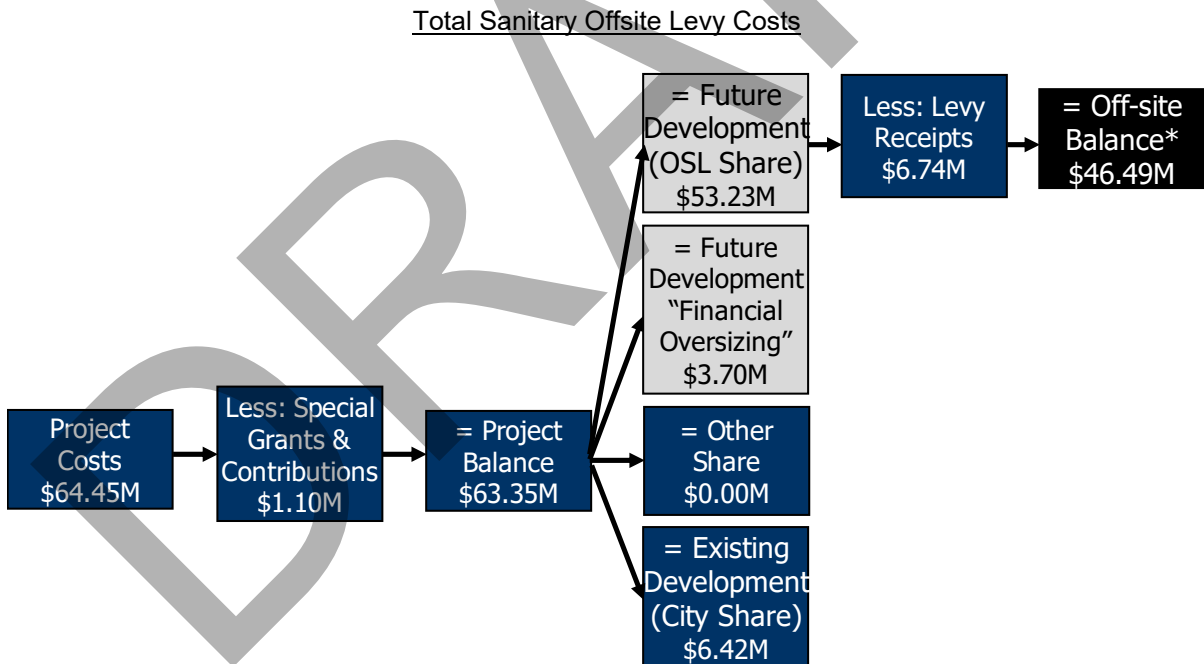 Total Sanitary Offsite Levy Costs
Project
Costs
$64.45M
Less: Special
Grants &
Contributions
$1.10M
= Project
Balance
$63.35M
= Future
Development
(OSL Share)
$53.23M
Less: Levy
Receipts
$6.74M
= Off-site
Balance*
$46.49M
= Future
Development
“Financial
Oversizing”
$3.70M
= Other
Share
$0.00M
= Existing
Development
(City Share)
$6.42M
DRA